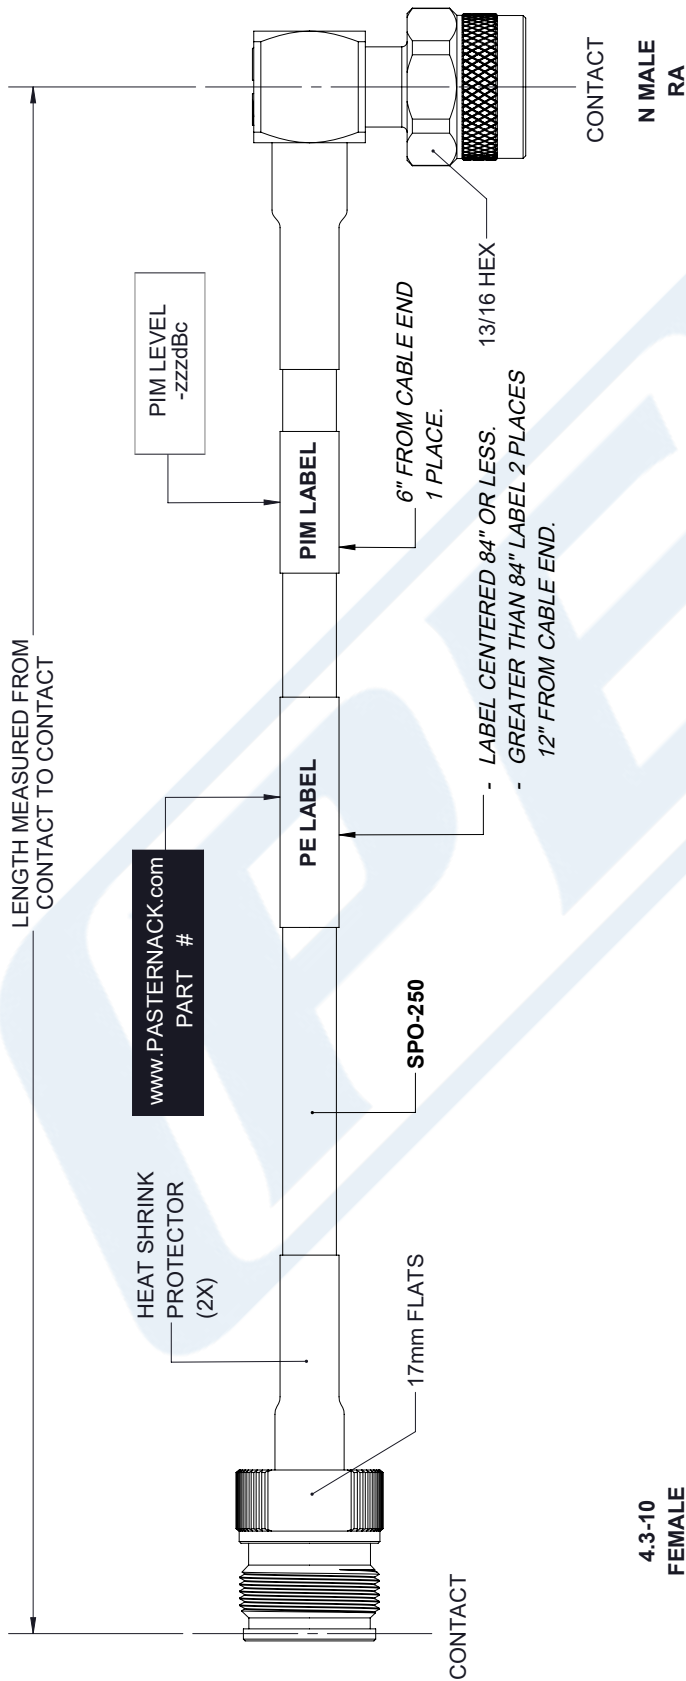 LENGTH MEASURED FROM
CONTACT TO CONTACT
HEAT SHRINK
PROTECTOR
(2X)
www.PASTERNACK.com
PART #
PIM LEVEL
-zzzdBc
PE LABEL
PIM LABEL
17mm FLATS
SPO-250
6" FROM CABLE END
1 PLACE.
- LABEL CENTERED 84" OR LESS.
- GREATER THAN 84" LABEL 2 PLACES
12" FROM CABLE END.
13/16 HEX
CONTACT
CONTACT
4.3-10
FEMALE
N MALE
RA